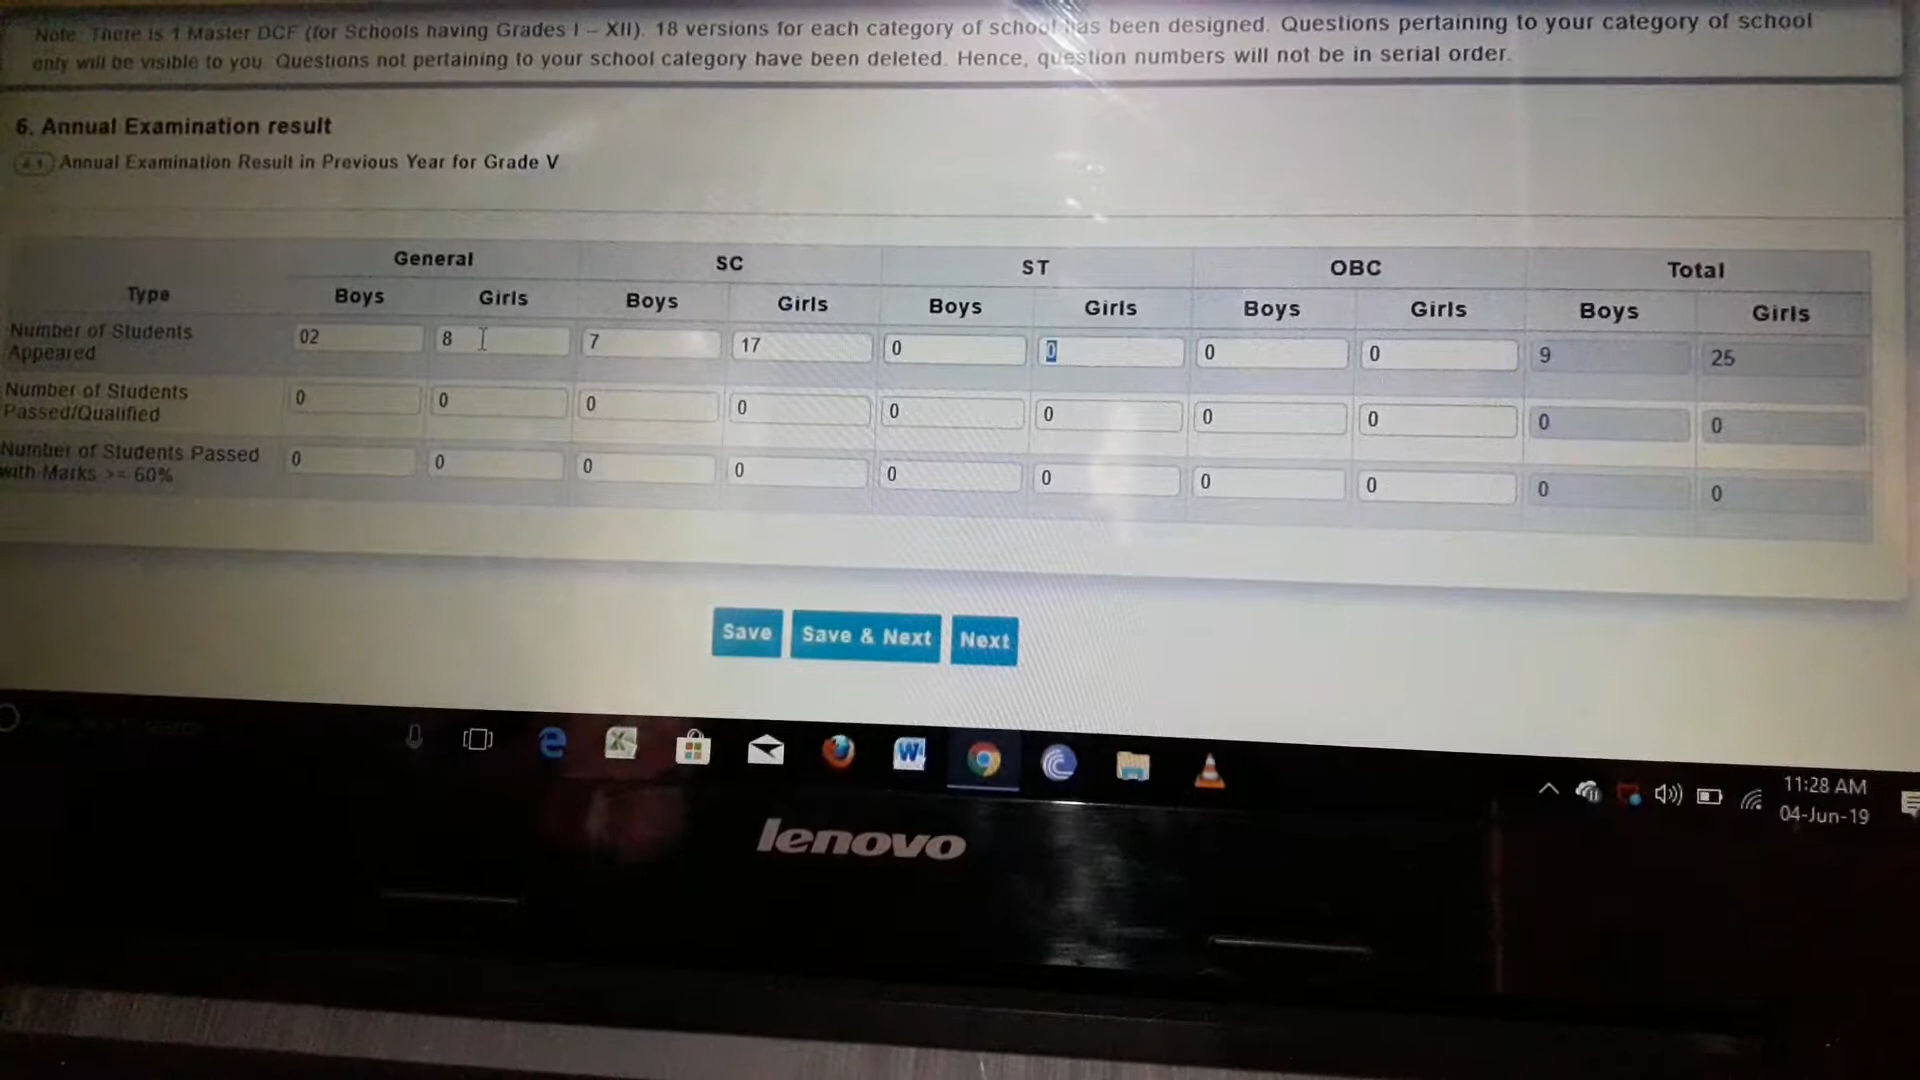 Note: There is 1 Master DCF (for Schools having Grades I – XII). 18 versions for each category of school has been designed. Questions pertaining to your category of school
only will be visible to you. Questions not pertaining to your school category have been deleted. Hence, question numbers will not be in serial order.
6. Annual Examination result
Annual Examination Result in Previous Year for Grade V
General SC ST OBC Total
Type Boys Girls Boys Girls Boys Girls Boys Girls Boys Girls
Number of Students
Appeared 02 8 7 17 0 0 0 0 9 25
Number of Students
Passed/Qualified 0 0 0 0 0 0 0 0 0 0
Number of Students Passed
with Marks >= 60% 0 0 0 0 0 0 0 0 0 0
Save Save & Next Next
11:28 AM
04-Jun-19
lenovo